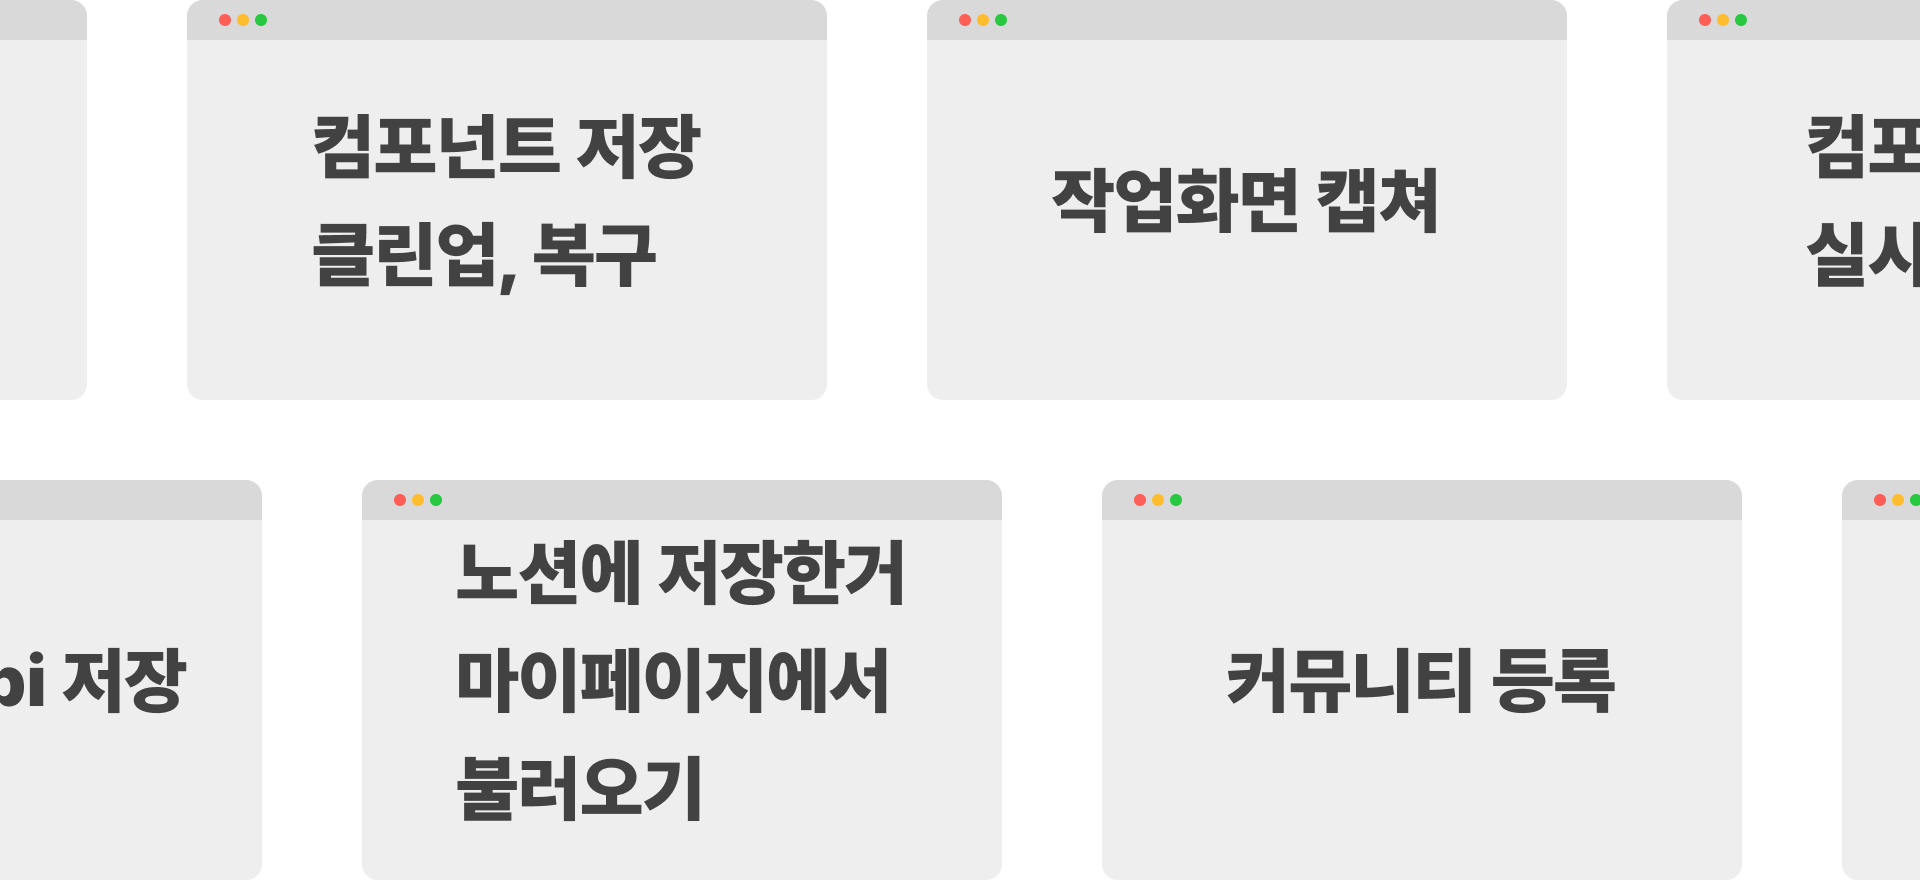 컴포넌트 저장
클린업, 복구
작업화면 캡쳐
컴포
실시
pi 저장
노션에 저장한거
마이페이지에서
불러오기
커뮤니티 등록